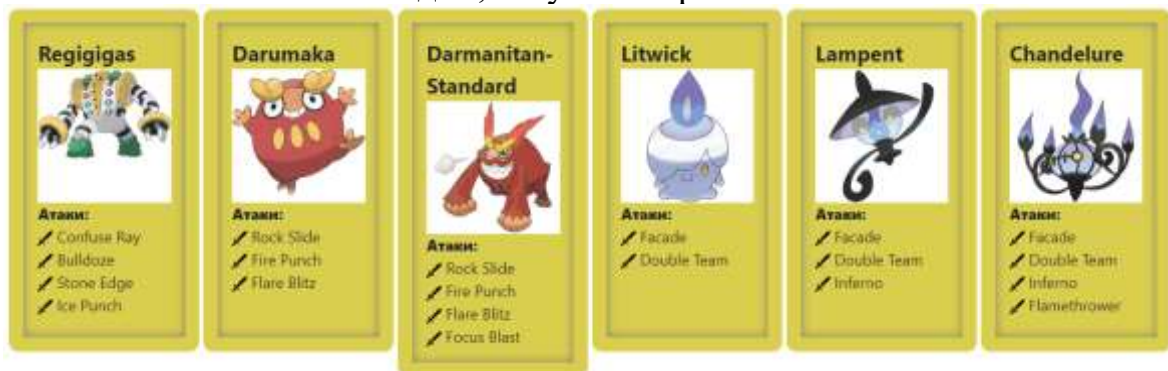 Regigigas
Атаки:
Confuse Ray
Bulldoze
Stone Edge
Ice Punch
Darumaka
Атаки:
Rock Slide
Fire Punch
Flare Blitz
Darmanitan-
Standard
Атаки:
Rock Slide
Fire Punch
Flare Blitz
Focus Blast
Litwick
Атаки:
Facade
Double Team
Lampent
Атаки:
Facade
Double Team
Inferno
Chandelure
Атаки:
Facade
Double Team
Inferno
Flamethrower